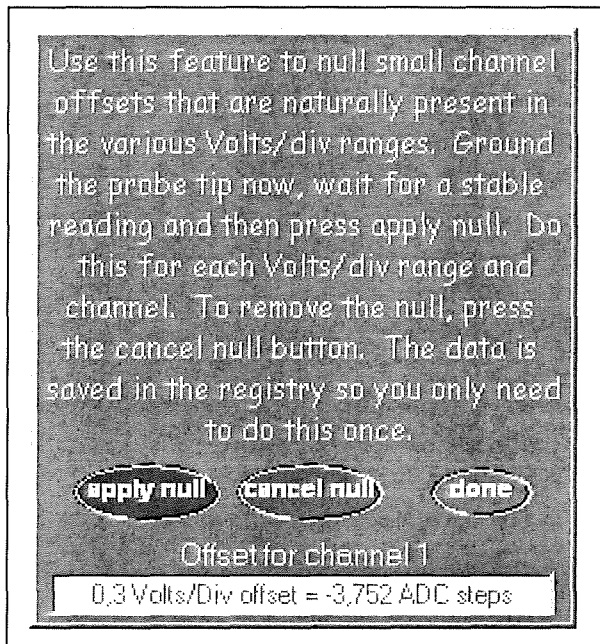 Use this feature to null small channel
offsets that are naturally present in
the various Volts/div ranges. Ground
the probe tip now, wait for a stable
reading and then press apply null. Do
this for each Volts/div range and
channel. To remove the null, press
the cancel null button. The data is
saved in the registry so you only need
to do this once.
apply null cancel null done
Offset for channel 1
0,3 Volts/Div offset = -3,752 ADC steps